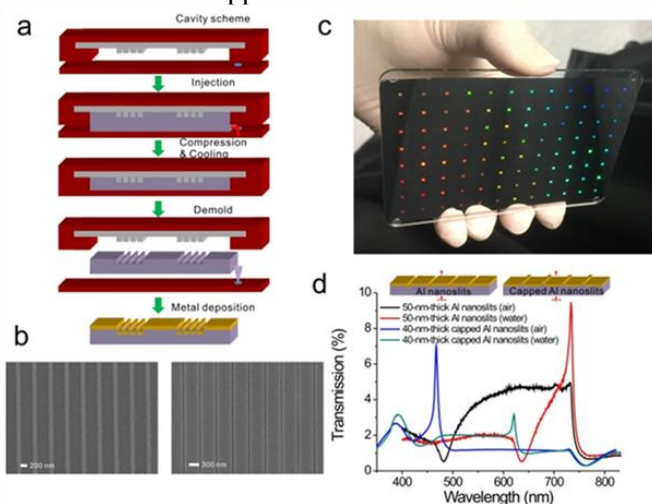 a
Cavity scheme
Injection
Compression
& Cooling
Demold
Metal deposition
b
200 nm
300 nm
c
d
Al nanoslits
Capped Al nanoslits
50-nm-thick Al nanoslits (air)
50-nm-thick Al nanoslits (water)
40-nm-thick capped Al nanoslits (air)
40-nm-thick capped Al nanoslits (water)
Transmission (%)
10
8
6
4
2
0
400
500
600
700
800
Wavelength (nm)